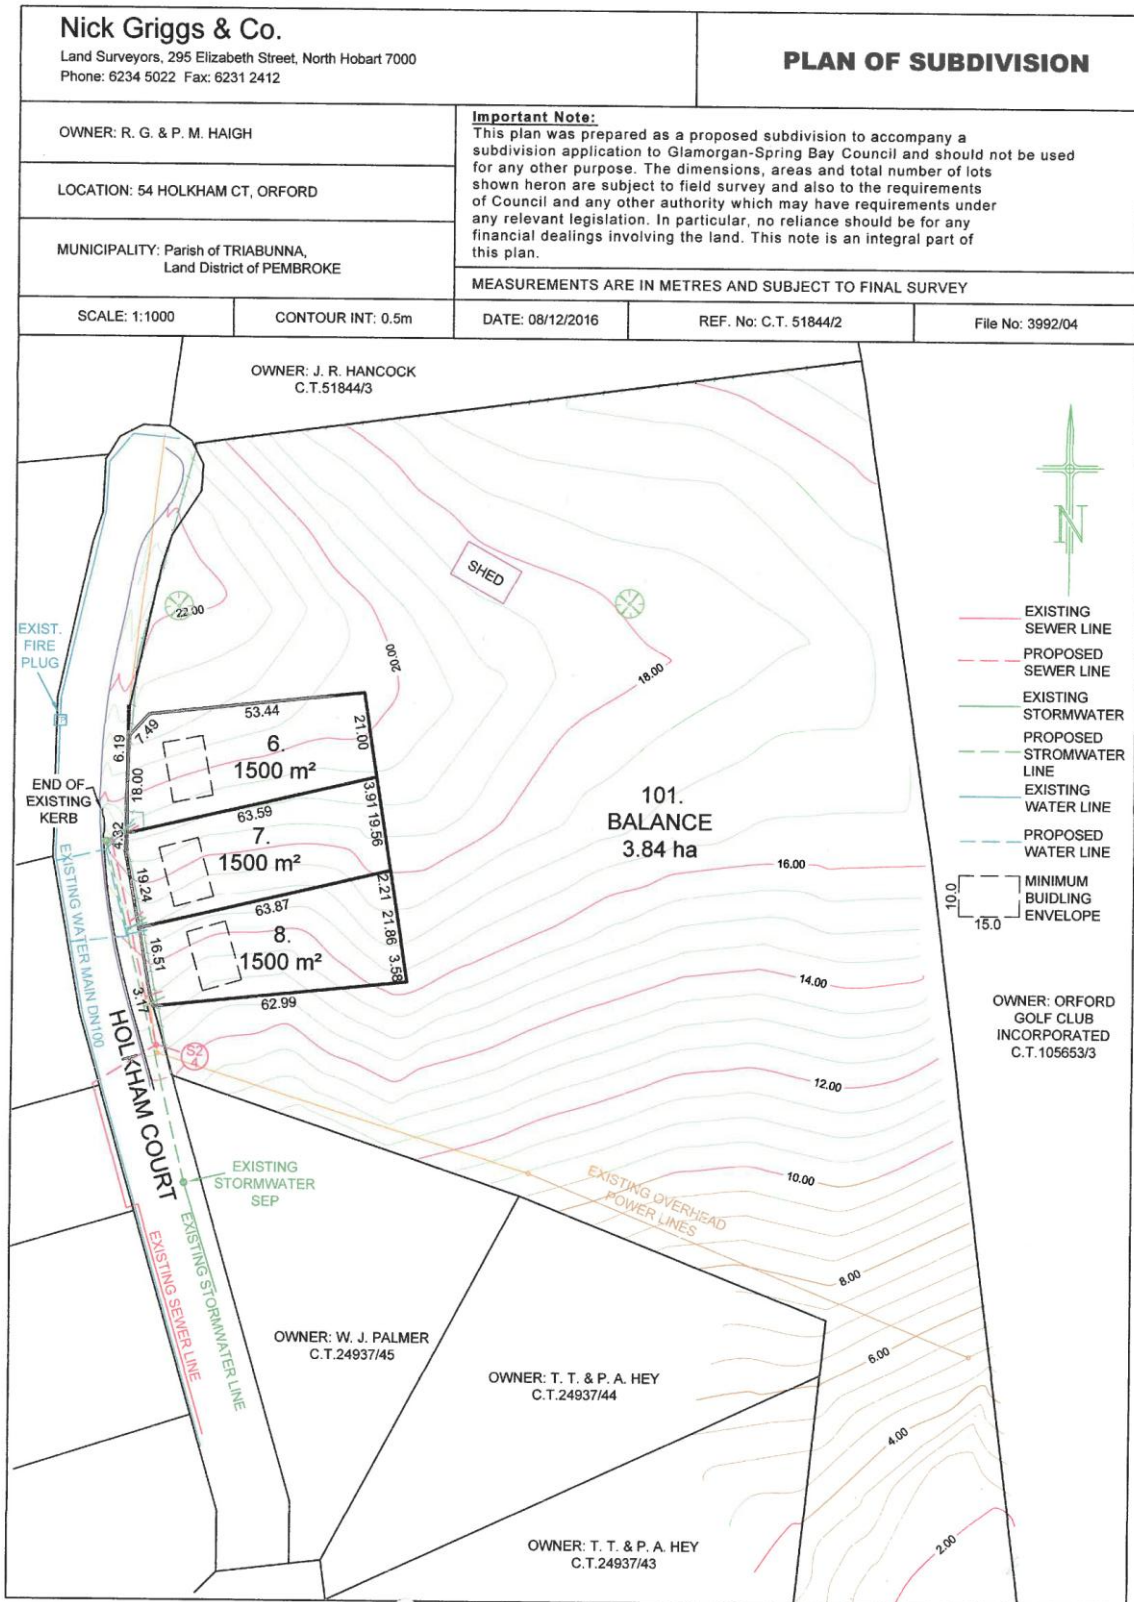 Nick Griggs & Co.
Land Surveyors, 295 Elizabeth Street, North Hobart 7000
Phone: 6234 5022 Fax: 6231 2412
PLAN OF SUBDIVISION
OWNER: R. G. & P. M. HAIGH
LOCATION: 54 HOLKHAM CT, ORFORD
MUNICIPALITY: Parish of TRIABUNNA,
Land District of PEMBROKE
Important Note:
This plan was prepared as a proposed subdivision to accompany a
subdivision application to Glamorgan-Spring Bay Council and should not be used
for any other purpose. The dimensions, areas and total number of lots
shown heron are subject to field survey and also to the requirements
of Council and any other authority which may have requirements under
any relevant legislation. In particular, no reliance should be for any
financial dealings involving the land. This note is an integral part of
this plan.
MEASUREMENTS ARE IN METRES AND SUBJECT TO FINAL SURVEY
SCALE: 1:1000
CONTOUR INT: 0.5m
DATE: 08/12/2016
REF. No: C.T. 51844/2
File No: 3992/04
OWNER: J. R. HANCOCK
C.T.51844/3
N
SHED
22.00
20.00
18.00
EXIST.
FIRE
PLUG
EXISTING
SEWER LINE
PROPOSED
SEWER LINE
EXISTING
STORMWATER
PROPOSED
STROMWATER
LINE
EXISTING
WATER LINE
PROPOSED
WATER LINE
MINIMUM
BUIDLING
ENVELOPE
10.0
15.0
53.44
7.49
6.19
21.00
6.
1500 m²
18.00
END OF
EXISTING
KERB
63.59
3.91
19.56
4.32
7.
1500 m²
19.24
63.87
2.21
21.86
8.
1500 m²
16.51
3.58
3.17
62.99
101.
BALANCE
3.84 ha
16.00
14.00
12.00
10.00
8.00
6.00
4.00
2.00
OWNER: ORFORD
GOLF CLUB
INCORPORATED
C.T.105653/3
EXISTING WATER MAIN DN100
HOLKHAM COURT
S2
4
EXISTING
STORMWATER
SEP
EXISTING OVERHEAD
POWER LINES
EXISTING SEWER LINE
EXISTING STORMWATER LINE
OWNER: W. J. PALMER
C.T.24937/45
OWNER: T. T. & P. A. HEY
C.T.24937/44
OWNER: T. T. & P. A. HEY
C.T.24937/43